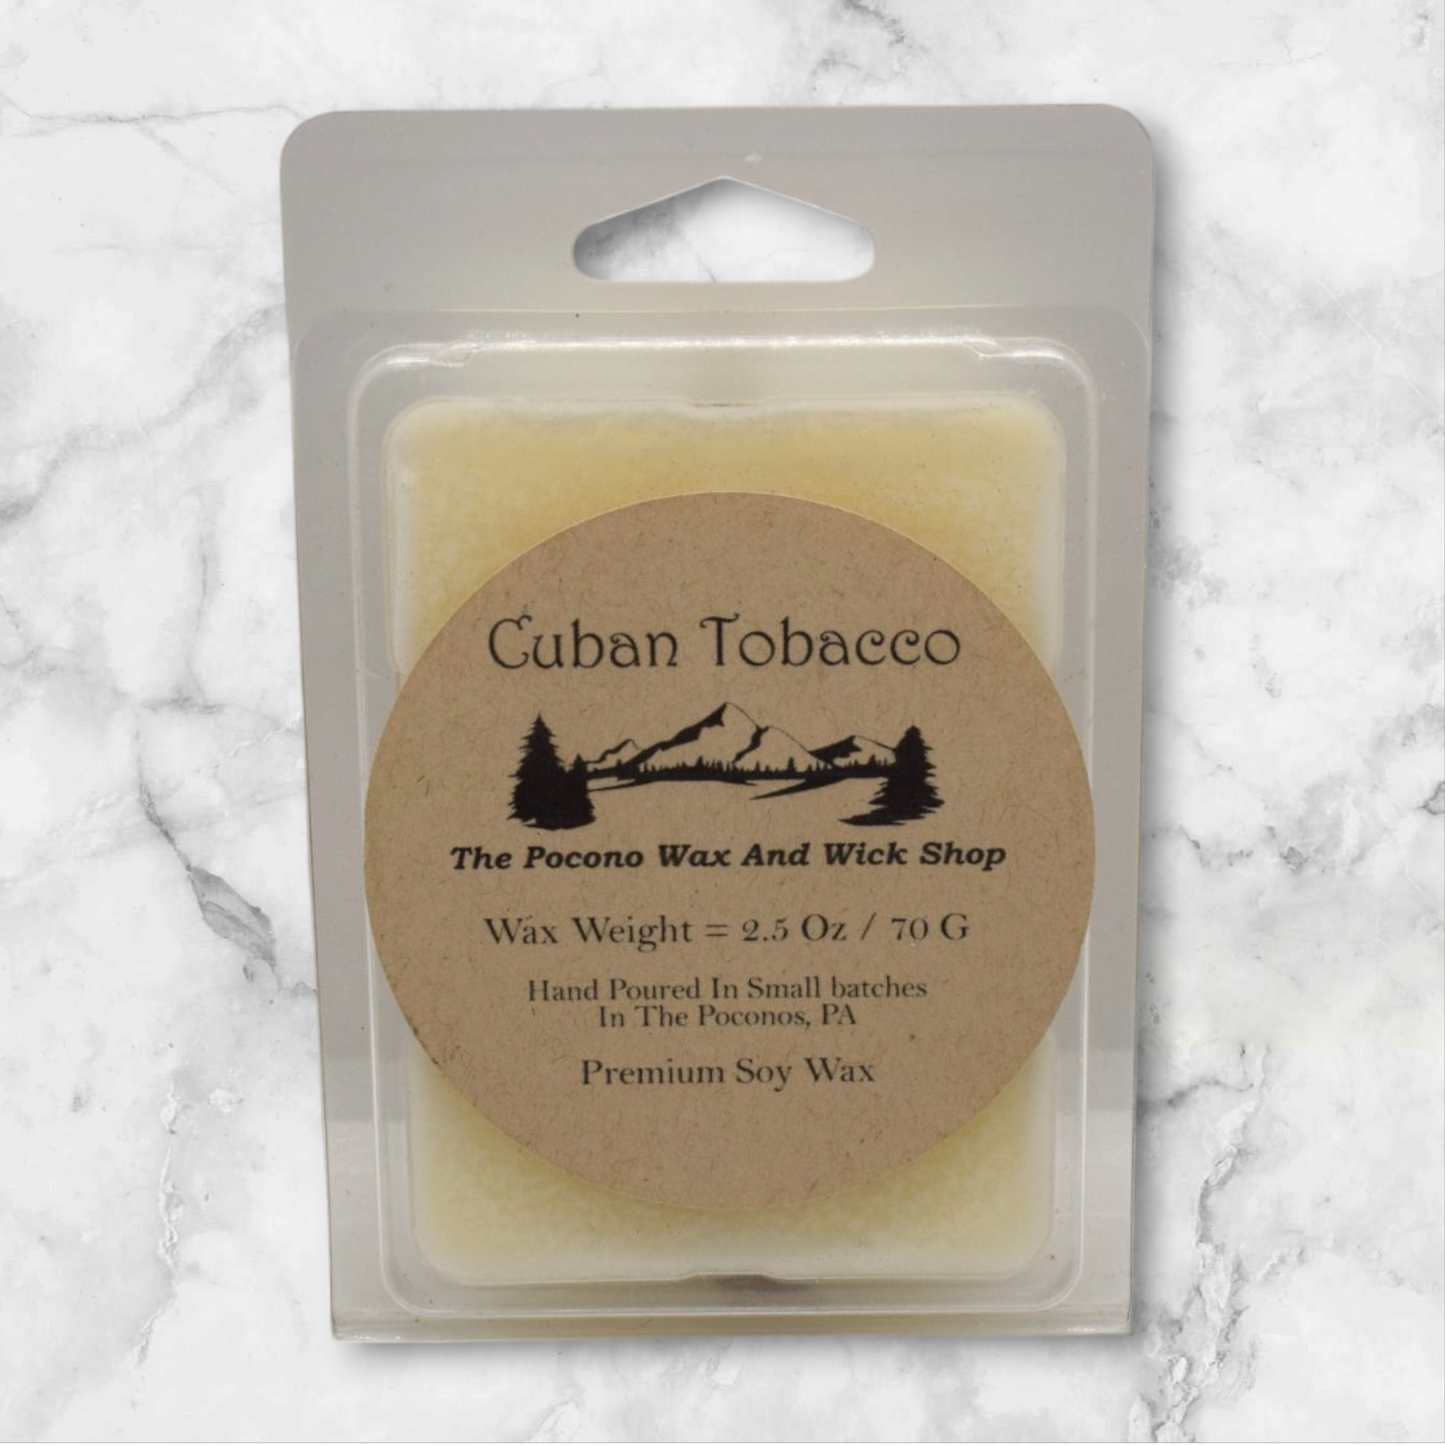 Cuban Tobacco
The Pocono Wax And Wick Shop
Wax Weight = 2.5 Oz / 70 G
Hand Poured In Small batches
In The Poconos, PA
Premium Soy Wax